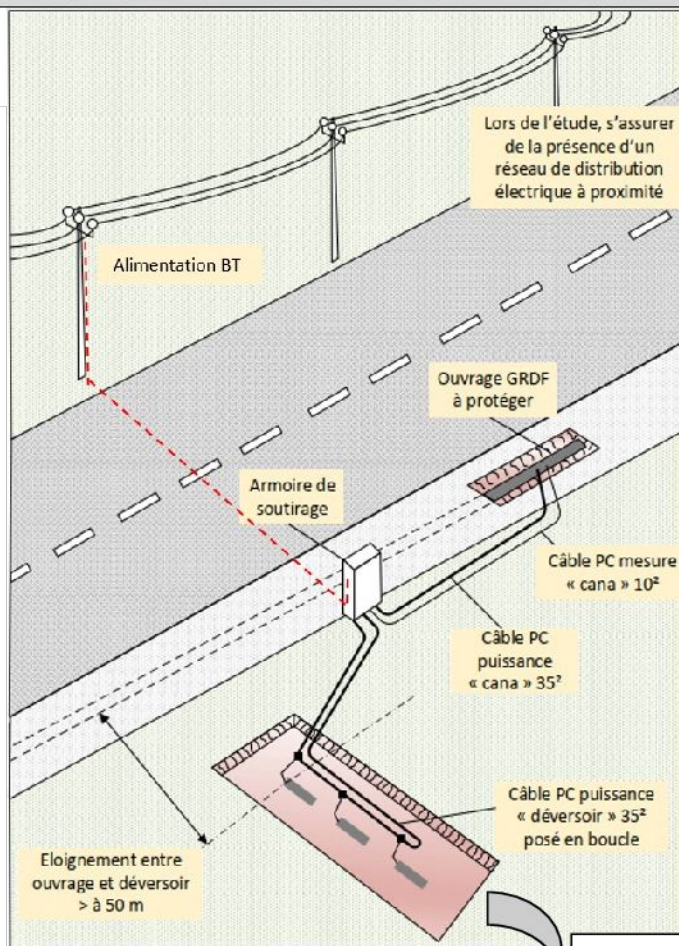 Lors de l'étude, s'assurer
de la présence d'un
réseau de distribution
électrique à proximité
Alimentation BT
Ouvrage GRDF
à protéger
Armoire de
soutirage
Câble PC mesure
« cana » 10²
Câble PC
puissance
« cana » 35²
Câble PC puissance
« déversoir » 35²
posé en boucle
Eloignement entre
ouvrage et déversoir
> à 50 m